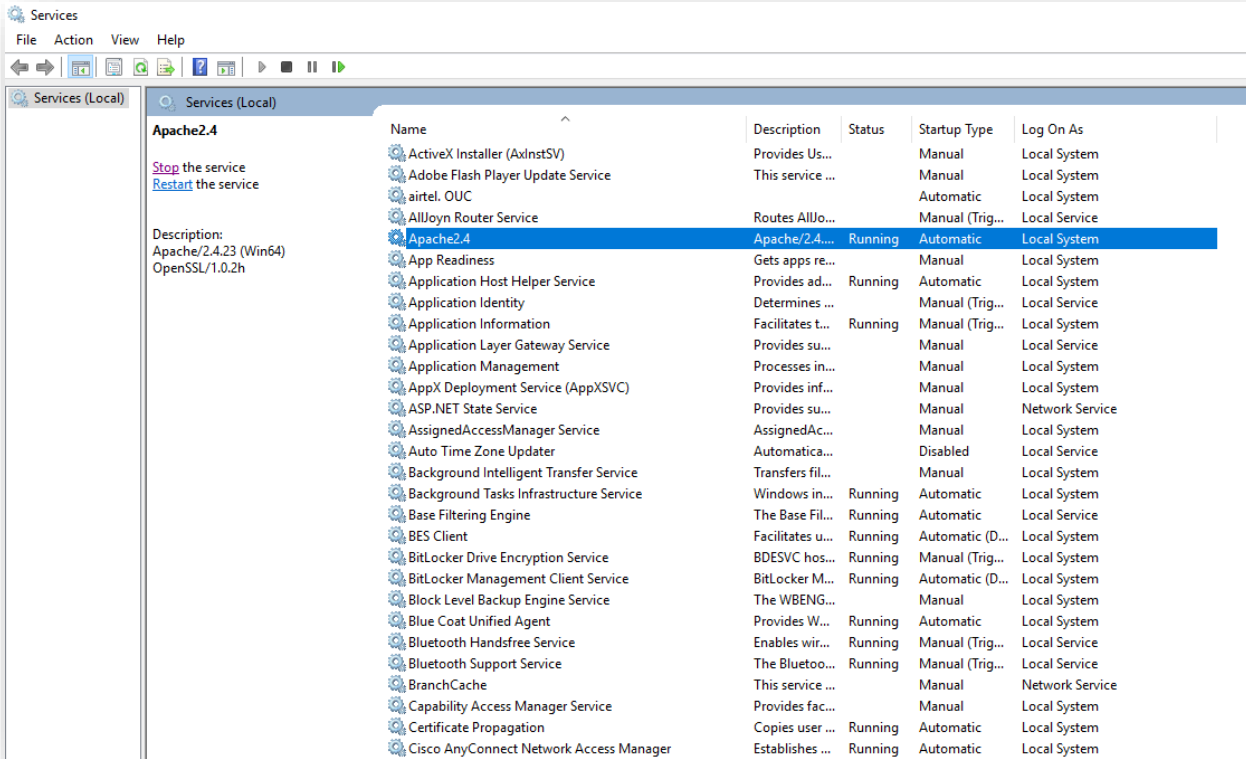 Services
File Action View Help
Services (Local)
Services (Local)
Apache2.4
Stop the service
Restart the service
Description:
Apache/2.4.23 (Win64)
OpenSSL/1.0.2h
Name Description Status Startup Type Log On As
ActiveX Installer (AxInstSV) Provides Us... Manual Local System
Adobe Flash Player Update Service This service ... Manual Local System
airtel. OUC Automatic Local System
AllJoyn Router Service Routes AllJo... Manual (Trig... Local Service
Apache2.4 Apache/2.4.... Running Automatic Local System
App Readiness Gets apps re... Manual Local System
Application Host Helper Service Provides ad... Running Automatic Local System
Application Identity Determines ... Manual (Trig... Local Service
Application Information Facilitates t... Running Manual (Trig... Local System
Application Layer Gateway Service Provides su... Manual Local Service
Application Management Processes in... Manual Local System
AppX Deployment Service (AppXSVC) Provides inf... Manual Local System
ASP.NET State Service Provides su... Manual Network Service
AssignedAccessManager Service AssignedAc... Manual Local System
Auto Time Zone Updater Automatica... Disabled Local Service
Background Intelligent Transfer Service Transfers fil... Manual Local System
Background Tasks Infrastructure Service Windows in... Running Automatic Local System
Base Filtering Engine The Base Fil... Running Automatic Local Service
BES Client Facilitates u... Running Automatic (D... Local System
BitLocker Drive Encryption Service BDESVC hos... Running Manual (Trig... Local System
BitLocker Management Client Service BitLocker M... Running Automatic (D... Local System
Block Level Backup Engine Service The WBENG... Manual Local System
Blue Coat Unified Agent Provides W... Running Automatic Local System
Bluetooth Handsfree Service Enables wir... Running Manual (Trig... Local Service
Bluetooth Support Service The Bluetoo... Running Manual (Trig... Local Service
BranchCache This service ... Manual Network Service
Capability Access Manager Service Provides fac... Manual Local System
Certificate Propagation Copies user ... Running Automatic Local System
Cisco AnyConnect Network Access Manager Establishes ... Running Automatic Local System